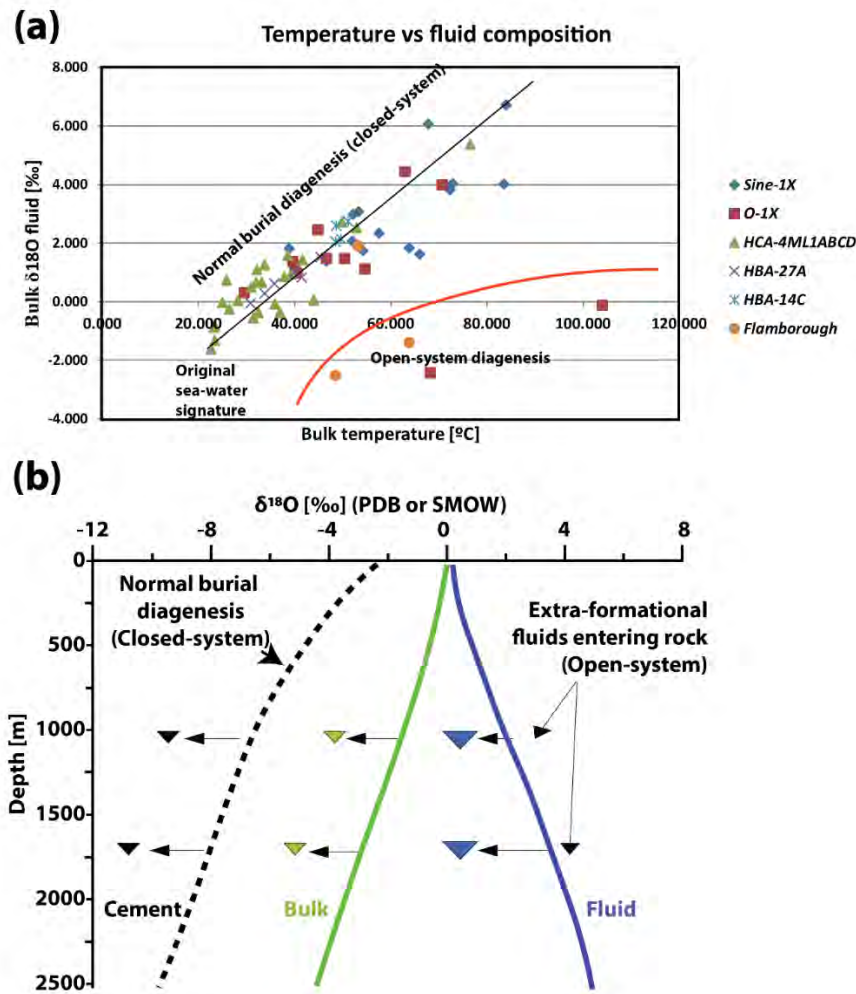 (a)
Temperature vs fluid composition
8.000
6.000
4.000
2.000
0.000
-2.000
-4.000
Bulk δ18O fluid [‰]
Normal burial diagenesis (closed-system)
0.000 20.000 40.000 60.000 80.000 100.000 120.000
Original
sea-water
signature
Open-system diagenesis
Bulk temperature [ºC]
Sine-1X
O-1X
HCA-4ML1ABCD
HBA-27A
HBA-14C
Flamborough
(b)
δ¹⁸O [‰] (PDB or SMOW)
-12 -8 -4 0 4 8
0
500
1000
1500
2000
2500
Depth [m]
Normal burial
diagenesis
(Closed-system)
Extra-formational
fluids entering rock
(Open-system)
Cement
Bulk
Fluid